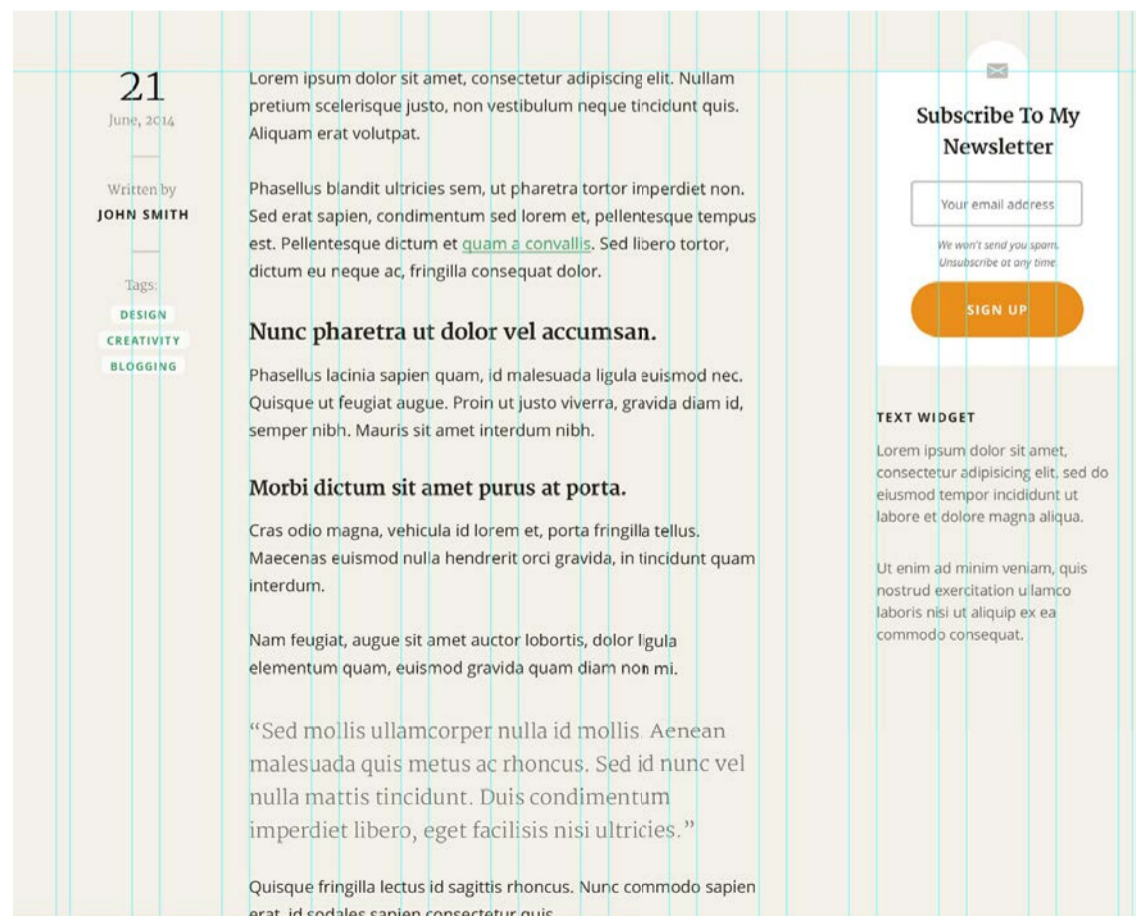 21
June, 2014
Written by
JOHN SMITH
Tags:
DESIGN
CREATIVITY
BLOGGING
Lorem ipsum dolor sit amet, consectetur adipiscing elit. Nullam
pretium scelerisque justo, non vestibulum neque tincidunt quis.
Aliquam erat volutpat.
Phasellus blandit ultricies sem, ut pharetra tortor imperdiet non.
Sed erat sapien, condimentum sed lorem et, pellentesque tempus
est. Pellentesque dictum et quam a convallis. Sed libero tortor,
dictum eu neque ac, fringilla consequat dolor.
Nunc pharetra ut dolor vel accumsan.
Phasellus lacinia sapien quam, id malesuada ligula euismod nec.
Quisque ut feugiat augue. Proin ut justo viverra, gravida diam id,
semper nibh. Mauris sit amet interdum nibh.
Morbi dictum sit amet purus at porta.
Cras odio magna, vehicula id lorem et, porta fringilla tellus.
Maecenas euismod nulla hendrerit orci gravida, in tincidunt quam
interdum.
Nam feugiat, augue sit amet auctor lobortis, dolor ligula
elementum quam, euismod gravida quam diam non mi.
“Sed mollis ullamcorper nulla id mollis. Aenean
malesuada quis metus ac rhoncus. Sed id nunc vel
nulla mattis tincidunt. Duis condimentum
imperdiet libero, eget facilisis nisi ultricies.”
Quisque fringilla lectus id sagittis rhoncus. Nunc commodo sapien
erat, id sodales sapien consectetur quis.
Subscribe To My
Newsletter
Your email address
We won't send you spam.
Unsubscribe at any time.
SIGN UP
TEXT WIDGET
Lorem ipsum dolor sit amet,
consectetur adipisicing elit, sed do
eiusmod tempor incididunt ut
labore et dolore magna aliqua.
Ut enim ad minim veniam, quis
nostrud exercitation ullamco
laboris nisi ut aliquip ex ea
commodo consequat.